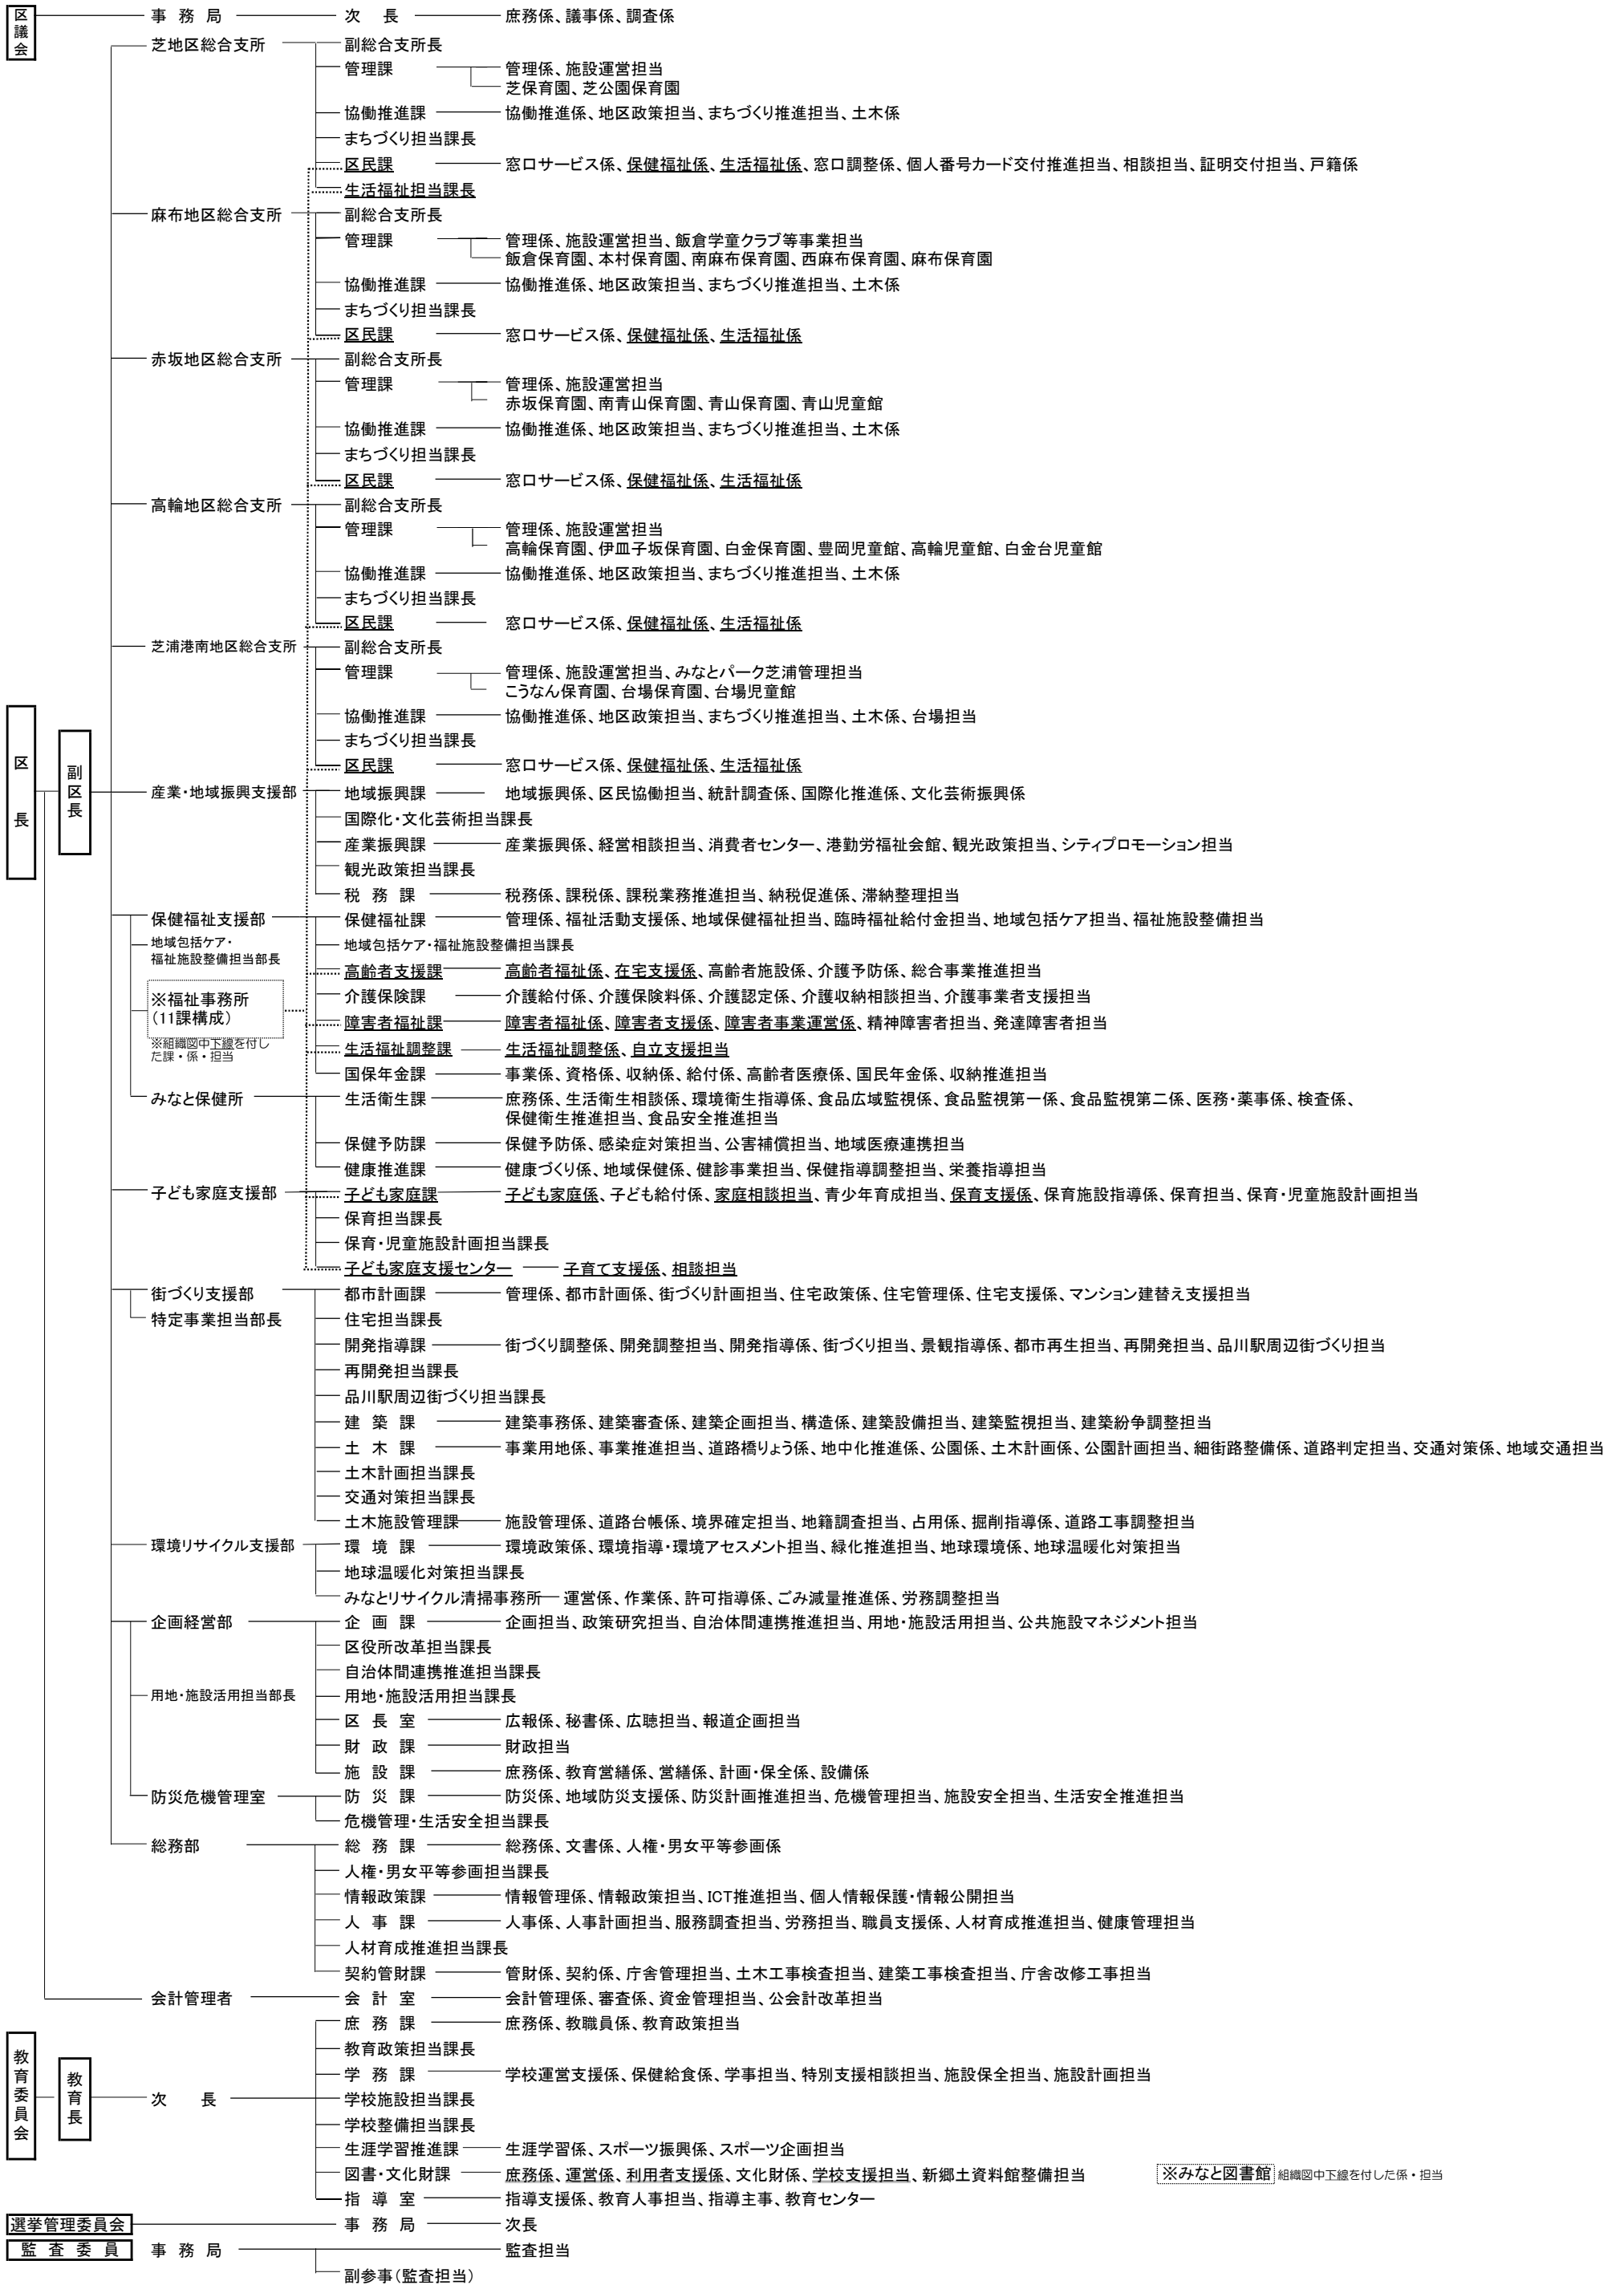 区議会　事務局　次長　庶務係、議事係、調査係
芝地区総合支所　副総合支所長
管理課　管理係、施設運営担当
芝保育園、芝公園保育園
協働推進課　協働推進係、地区政策担当、まちづくり推進担当、土木係
まちづくり担当課長
区民課　窓口サービス係、保健福祉係、生活福祉係、窓口調整係、個人番号カード交付推進担当、相談担当、証明交付担当、戸籍係
生活福祉担当課長
麻布地区総合支所　副総合支所長
管理課　管理係、施設運営担当、飯倉学童クラブ等事業担当
飯倉保育園、本村保育園、南麻布保育園、西麻布保育園、麻布保育園
協働推進課　協働推進係、地区政策担当、まちづくり推進担当、土木係
まちづくり担当課長
区民課　窓口サービス係、保健福祉係、生活福祉係
赤坂地区総合支所　副総合支所長
管理課　管理係、施設運営担当
赤坂保育園、南青山保育園、青山保育園、青山児童館
協働推進課　協働推進係、地区政策担当、まちづくり推進担当、土木係
まちづくり担当課長
区民課　窓口サービス係、保健福祉係、生活福祉係
高輪地区総合支所　副総合支所長
管理課　管理係、施設運営担当
高輪保育園、伊皿子坂保育園、白金保育園、豊岡児童館、高輪児童館、白金台児童館
協働推進課　協働推進係、地区政策担当、まちづくり推進担当、土木係
まちづくり担当課長
区民課　窓口サービス係、保健福祉係、生活福祉係
芝浦港南地区総合支所　副総合支所長
管理課　管理係、施設運営担当、みなとパーク芝浦管理担当
こうなん保育園、台場保育園、台場児童館
協働推進課　協働推進係、地区政策担当、まちづくり推進担当、土木係、台場担当
まちづくり担当課長
区民課　窓口サービス係、保健福祉係、生活福祉係
区長　副区長　産業・地域振興支援部　地域振興課　地域振興係、区民協働担当、統計調査係、国際化推進係、文化芸術振興係
国際化・文化芸術担当課長
産業振興課　産業振興係、経営相談担当、消費者センター、港勤労福祉会館、観光政策担当、シティプロモーション担当
観光政策担当課長
税務課　税務係、課税係、課税業務推進担当、納税促進係、滞納整理担当
保健福祉支援部　保健福祉課　管理係、福祉活動支援係、地域保健福祉担当、臨時福祉給付金担当、地域包括ケア担当、福祉施設整備担当
地域包括ケア・
福祉施設整備担当部長　地域包括ケア・福祉施設整備担当課長
高齢者支援課　高齢者福祉係、在宅支援係、高齢者施設係、介護予防係、総合事業推進担当
※福祉事務所　介護保険課　介護給付係、介護保険料係、介護認定係、介護収納相談担当、介護事業者支援担当
（11課構成）　障害者福祉課　障害者福祉係、障害者支援係、障害者事業運営係、精神障害者担当、発達障害者担当
※組織図中下線を付し
た課・係・担当　生活福祉調整課　生活福祉調整係、自立支援担当
国保年金課　事業係、資格係、収納係、給付係、高齢者医療係、国民年金係、収納推進担当
みなと保健所　生活衛生課　庶務係、生活衛生相談係、環境衛生指導係、食品広域監視係、食品監視第一係、食品監視第二係、医務・薬事係、検査係、
保健衛生推進担当、食品安全推進担当
保健予防課　保健予防係、感染症対策担当、公害補償担当、地域医療連携担当
健康推進課　健康づくり係、地域保健係、健診事業担当、保健指導調整担当、栄養指導担当
子ども家庭支援部　子ども家庭課　子ども家庭係、子ども給付係、家庭相談担当、青少年育成担当、保育支援係、保育施設指導係、保育担当、保育・児童施設計画担当
保育担当課長
保育・児童施設計画担当課長
子ども家庭支援センター　子育て支援係、相談担当
街づくり支援部　都市計画課　管理係、都市計画係、街づくり計画担当、住宅政策係、住宅管理係、住宅支援係、マンション建替え支援担当
特定事業担当部長　住宅担当課長
開発指導課　街づくり調整係、開発調整担当、開発指導係、街づくり担当、景観指導係、都市再生担当、再開発担当、品川駅周辺街づくり担当
再開発担当課長
品川駅周辺街づくり担当課長
建築課　建築事務係、建築審査係、建築企画担当、構造係、建築設備担当、建築監視担当、建築紛争調整担当
土木課　事業用地係、事業推進担当、道路橋りょう係、地中化推進係、公園係、土木計画係、公園計画担当、細街路整備係、道路判定担当、交通対策係、地域交通担当
土木計画担当課長
交通対策担当課長
土木施設管理課　施設管理係、道路台帳係、境界確定担当、地籍調査担当、占用係、掘削指導係、道路工事調整担当
環境リサイクル支援部　環境課　環境政策係、環境指導・環境アセスメント担当、緑化推進担当、地球環境係、地球温暖化対策担当
地球温暖化対策担当課長
みなとリサイクル清掃事務所　運営係、作業係、許可指導係、ごみ減量推進係、労務調整担当
企画経営部　企画課　企画担当、政策研究担当、自治体間連携推進担当、用地・施設活用担当、公共施設マネジメント担当
区役所改革担当課長
自治体間連携推進担当課長
用地・施設活用担当部長　用地・施設活用担当課長
区長室　広報係、秘書係、広聴担当、報道企画担当
財政課　財政担当
施設課　庶務係、教育営繕係、営繕係、計画・保全係、設備係
防災危機管理室　防災課　防災係、地域防災支援係、防災計画推進担当、危機管理担当、施設安全担当、生活安全推進担当
危機管理・生活安全担当課長
総務部　総務課　総務係、文書係、人権・男女平等参画係
人権・男女平等参画担当課長
情報政策課　情報管理係、情報政策担当、ICT推進担当、個人情報保護・情報公開担当
人事課　人事係、人事計画担当、服務調査担当、労務担当、職員支援係、人材育成推進担当、健康管理担当
人材育成推進担当課長
契約管財課　管財係、契約係、庁舎管理担当、土木工事検査担当、建築工事検査担当、庁舎改修工事担当
会計管理者　会計室　会計管理係、審査係、資金管理担当、公会計改革担当
庶務課　庶務係、教職員係、教育政策担当
教育政策担当課長
学務課　学校運営支援係、保健給食係、学事担当、特別支援相談担当、施設保全担当、施設計画担当
教育委員会　教育長　次長　学校施設担当課長
学校整備担当課長
生涯学習推進課　生涯学習係、スポーツ振興係、スポーツ企画担当
図書・文化財課　庶務係、運営係、利用者支援係、文化財係、学校支援担当、新郷土資料館整備担当　※みなと図書館　組織図中下線を付した係・担当
指導室　指導支援係、教育人事担当、指導主事、教育センター
選挙管理委員会　事務局　次長
監査委員　事務局　監査担当
副参事（監査担当）